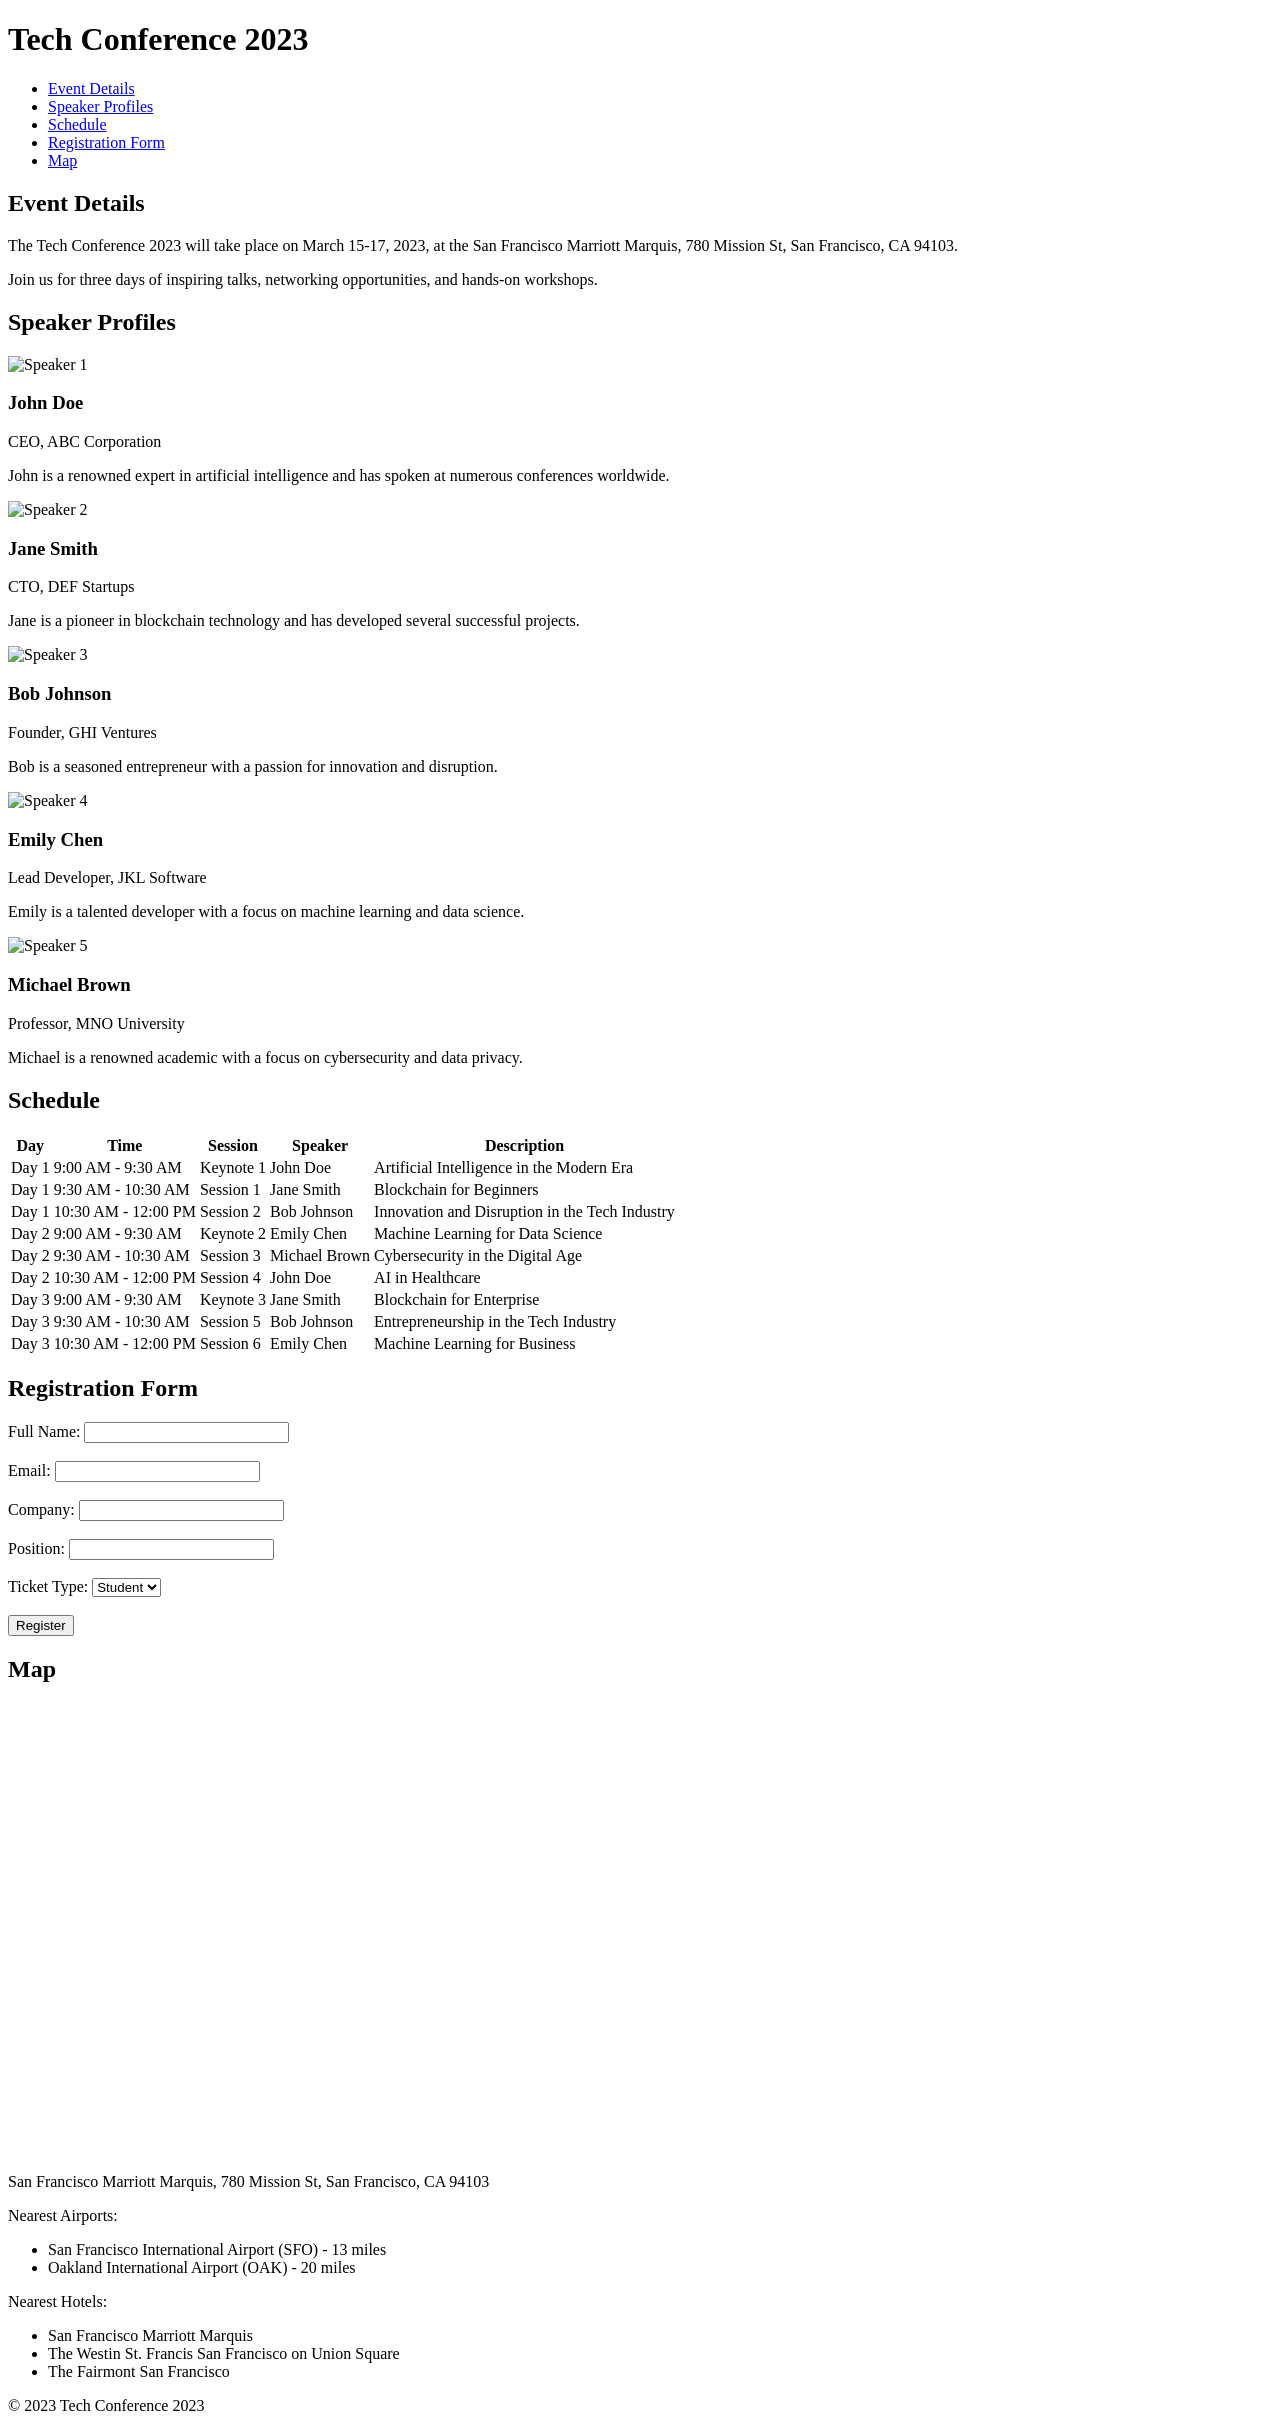 Tech Conference 2023
Event Details
Speaker Profiles
Schedule
Registration Form
Map
Event Details
The Tech Conference 2023 will take place on March 15-17, 2023, at the San Francisco Marriott Marquis, 780 Mission St, San Francisco, CA 94103.
Join us for three days of inspiring talks, networking opportunities, and hands-on workshops.
Speaker Profiles
Speaker 1
John Doe
CEO, ABC Corporation
John is a renowned expert in artificial intelligence and has spoken at numerous conferences worldwide.
Speaker 2
Jane Smith
CTO, DEF Startups
Jane is a pioneer in blockchain technology and has developed several successful projects.
Speaker 3
Bob Johnson
Founder, GHI Ventures
Bob is a seasoned entrepreneur with a passion for innovation and disruption.
Speaker 4
Emily Chen
Lead Developer, JKL Software
Emily is a talented developer with a focus on machine learning and data science.
Speaker 5
Michael Brown
Professor, MNO University
Michael is a renowned academic with a focus on cybersecurity and data privacy.
Schedule
Day Time Session Speaker Description
Day 1 9:00 AM - 9:30 AM Keynote 1 John Doe Artificial Intelligence in the Modern Era
Day 1 9:30 AM - 10:30 AM Session 1 Jane Smith Blockchain for Beginners
Day 1 10:30 AM - 12:00 PM Session 2 Bob Johnson Innovation and Disruption in the Tech Industry
Day 2 9:00 AM - 9:30 AM Keynote 2 Emily Chen Machine Learning for Data Science
Day 2 9:30 AM - 10:30 AM Session 3 Michael Brown Cybersecurity in the Digital Age
Day 2 10:30 AM - 12:00 PM Session 4 John Doe AI in Healthcare
Day 3 9:00 AM - 9:30 AM Keynote 3 Jane Smith Blockchain for Enterprise
Day 3 9:30 AM - 10:30 AM Session 5 Bob Johnson Entrepreneurship in the Tech Industry
Day 3 10:30 AM - 12:00 PM Session 6 Emily Chen Machine Learning for Business
Registration Form
Full Name:
Email:
Company:
Position:
Ticket Type: Student
Register
Map
San Francisco Marriott Marquis, 780 Mission St, San Francisco, CA 94103
Nearest Airports:
San Francisco International Airport (SFO) - 13 miles
Oakland International Airport (OAK) - 20 miles
Nearest Hotels:
San Francisco Marriott Marquis
The Westin St. Francis San Francisco on Union Square
The Fairmont San Francisco
© 2023 Tech Conference 2023